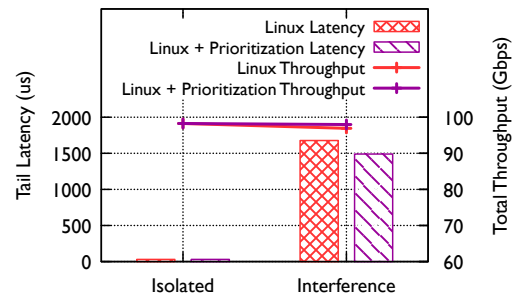 Linux Latency
Linux + Prioritization Latency
Linux Throughput
Linux + Prioritization Throughput
Tail Latency (us)
2000
1500
1000
500
0
Total Throughput (Gbps)
100
90
80
70
60
Isolated
Interference